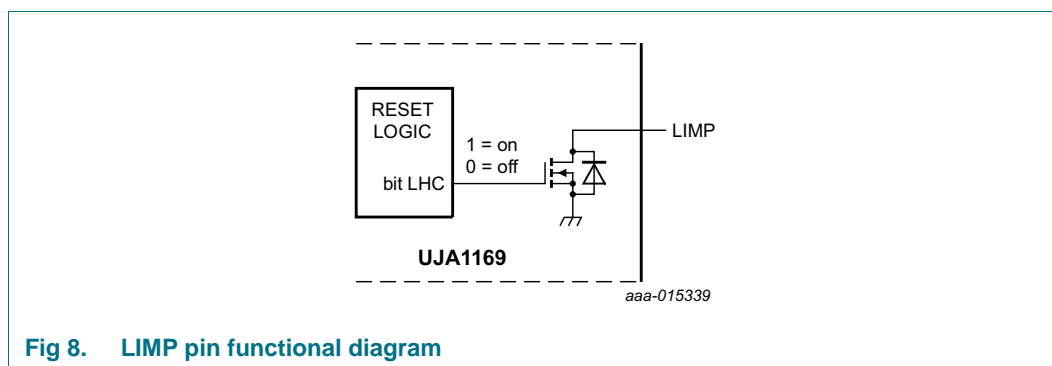 RESET
LOGIC
1 = on
0 = off
bit LHC
LIMP
UJA1169
aaa-015339
Fig 8. LIMP pin functional diagram